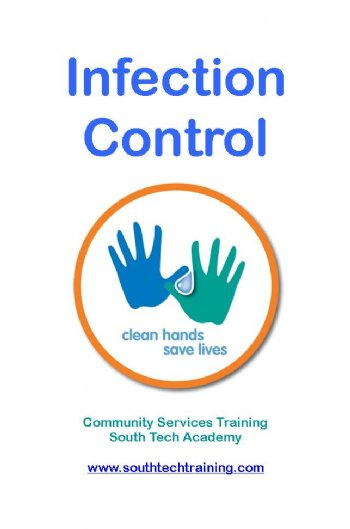 Infection
Control
clean hands
save lives
Community Services Training
South Tech Academy
www.southtechtraining.com